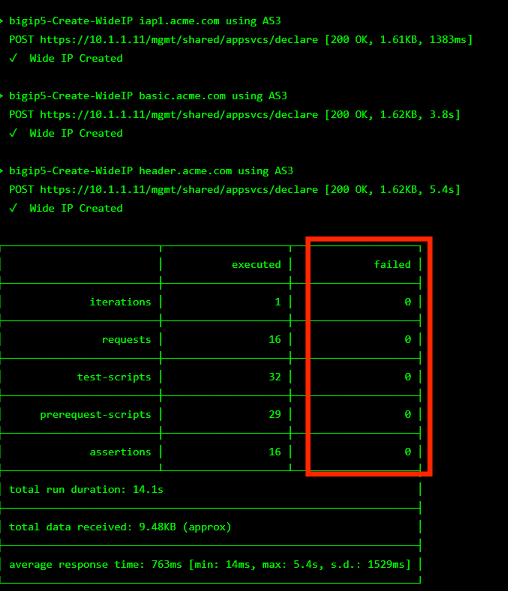 bigip5-Create-WideIP iap1.acme.com using AS3
POST https://10.1.1.11/mgmt/shared/appsvcs/declare [200 OK, 1.61KB, 1383ms]
✓ Wide IP Created
bigip5-Create-WideIP basic.acme.com using AS3
POST https://10.1.1.11/mgmt/shared/appsvcs/declare [200 OK, 1.62KB, 3.8s]
✓ Wide IP Created
bigip5-Create-WideIP header.acme.com using AS3
POST https://10.1.1.11/mgmt/shared/appsvcs/declare [200 OK, 1.62KB, 5.4s]
✓ Wide IP Created
executed failed
iterations 1 0
requests 16 0
test-scripts 32 0
prerequest-scripts 29 0
assertions 16 0
total run duration: 14.1s
total data received: 9.48KB (approx)
average response time: 763ms [min: 14ms, max: 5.4s, s.d.: 1529ms]